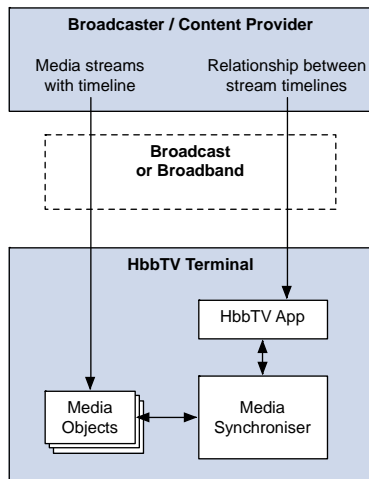 Broadcaster / Content Provider
Media streams
with timeline
Relationship between
stream timelines
Broadcast
or Broadband
HbbTV Terminal
HbbTV App
Media
Objects
Media
Synchroniser